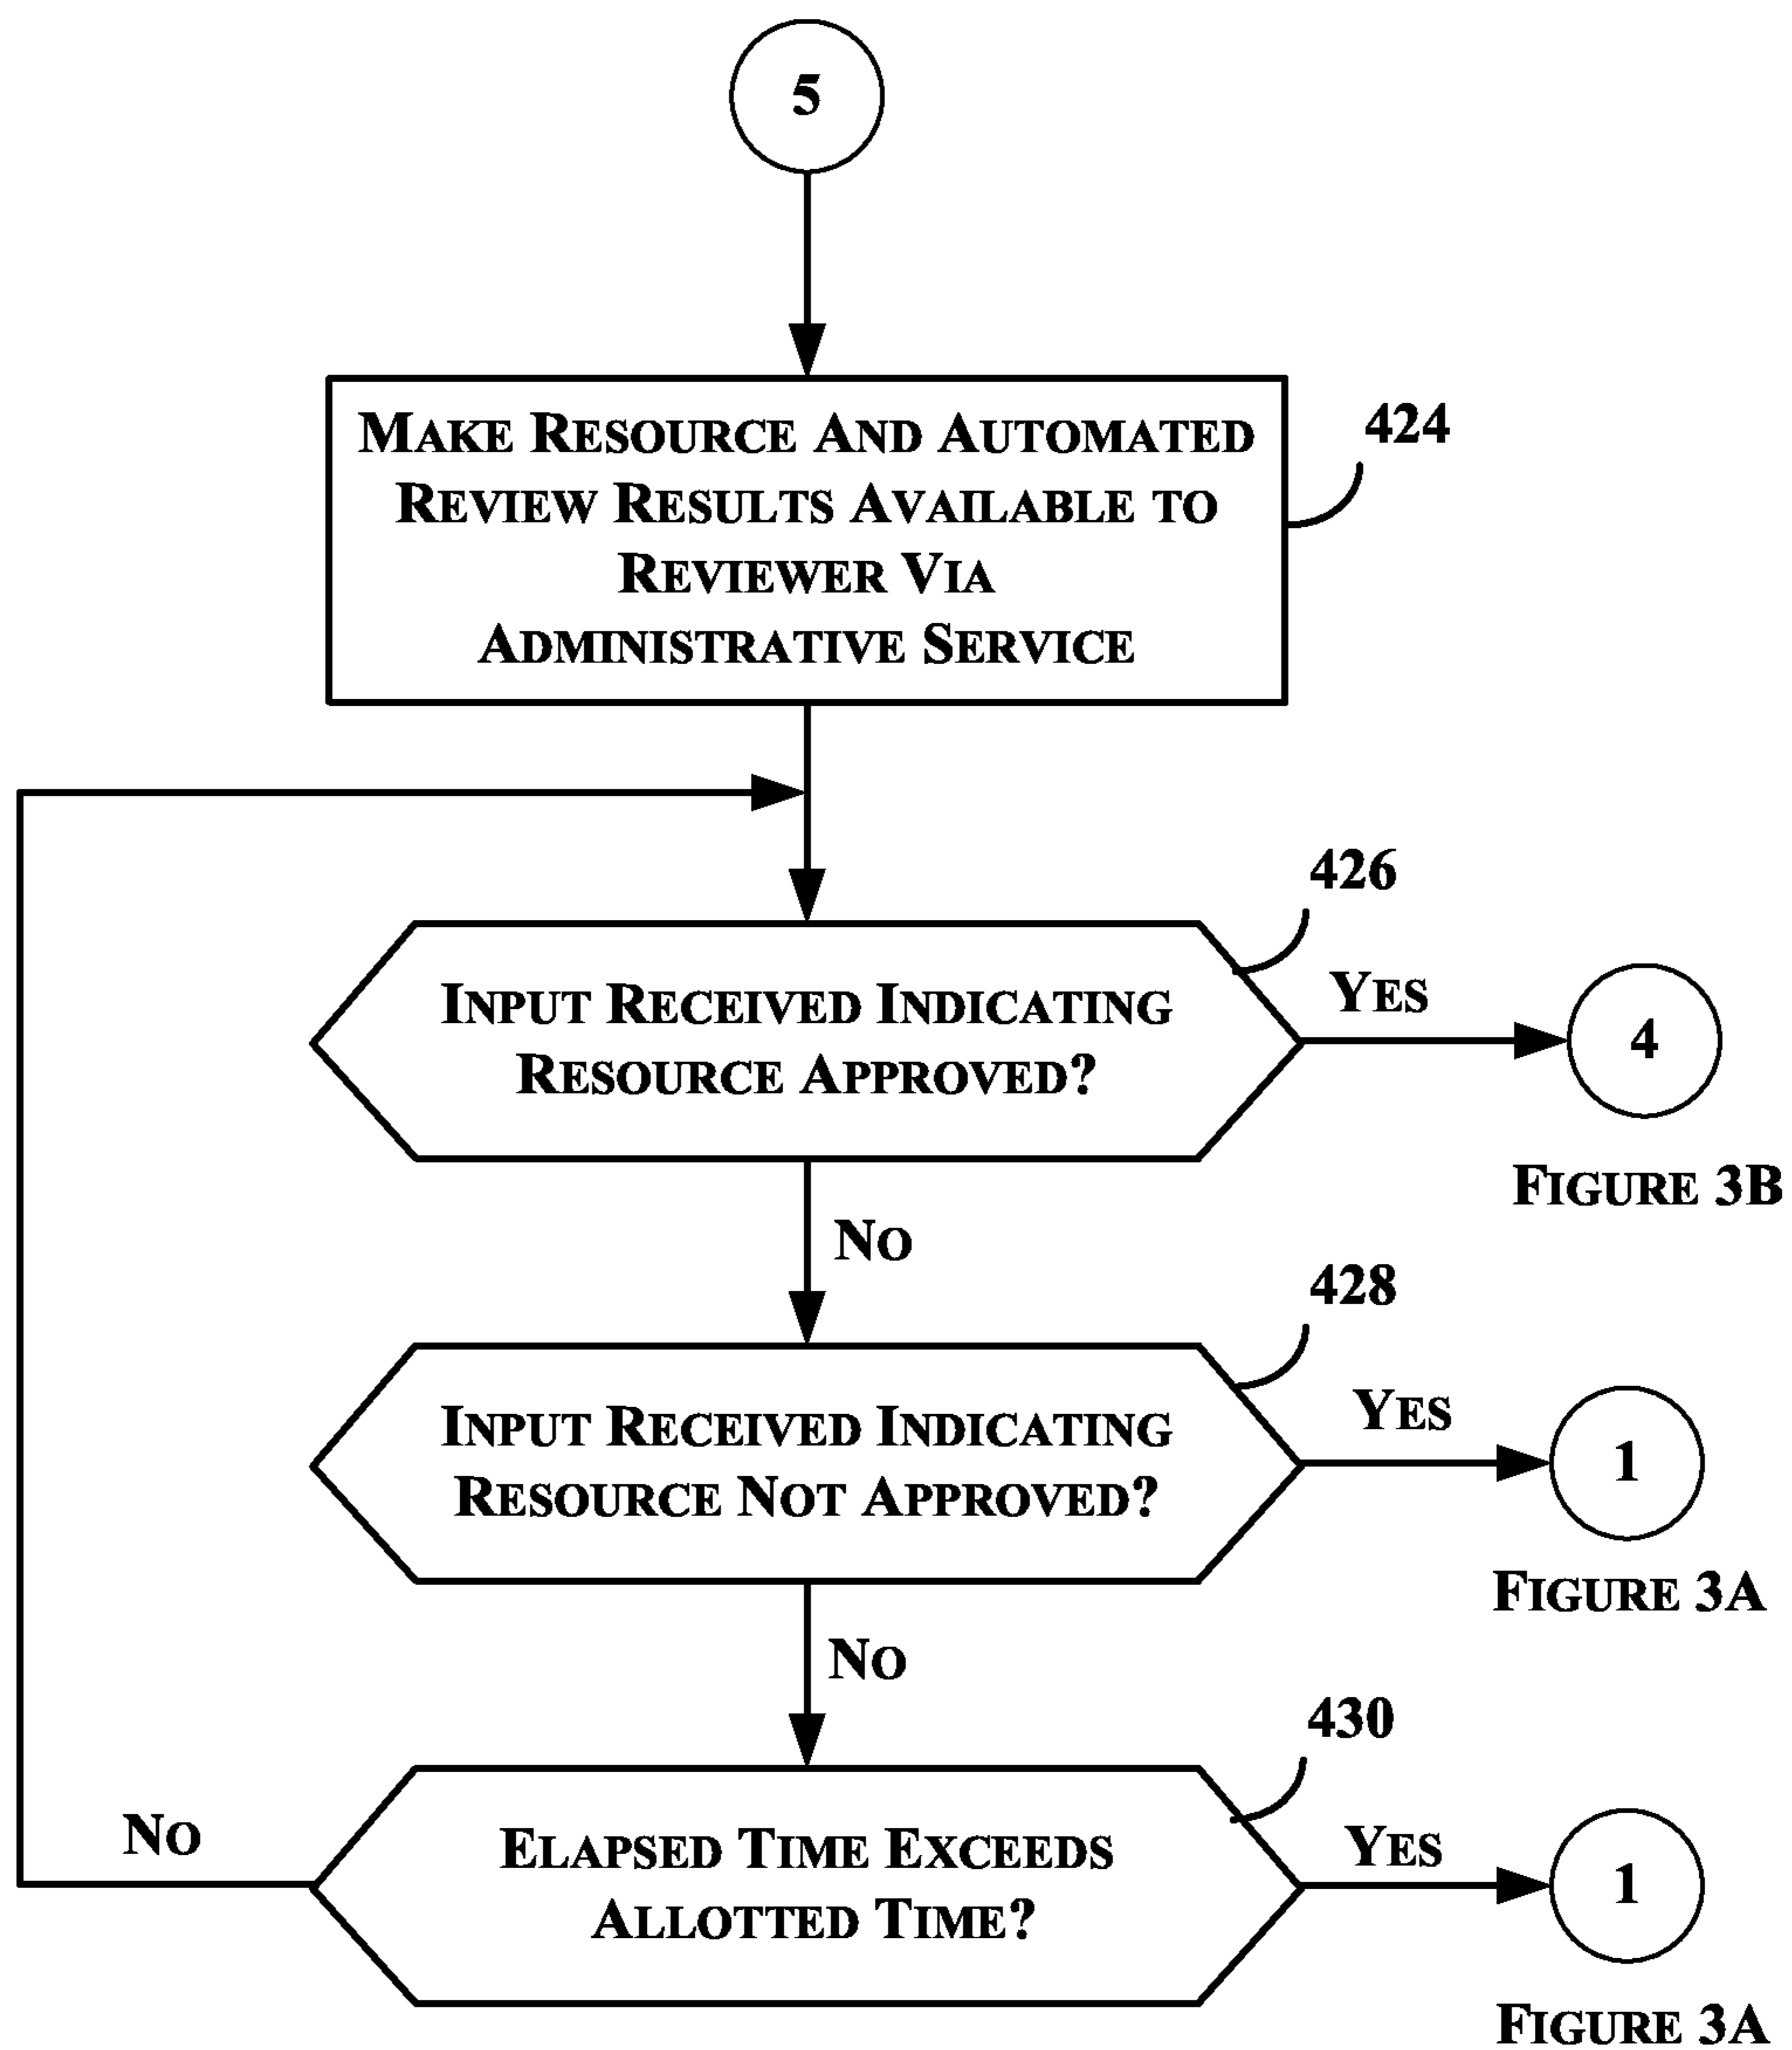 5
MAKE RESOURCE AND AUTOMATED
REVIEW RESULTS AVAILABLE TO
REVIEWER VIA
ADMINISTRATIVE SERVICE
424
426
INPUT RECEIVED INDICATING
RESOURCE APPROVED?
YES
4
FIGURE 3B
NO
428
INPUT RECEIVED INDICATING
RESOURCE NOT APPROVED?
YES
1
FIGURE 3A
NO
430
ELAPSED TIME EXCEEDS
ALLOTTED TIME?
NO
YES
1
FIGURE 3A